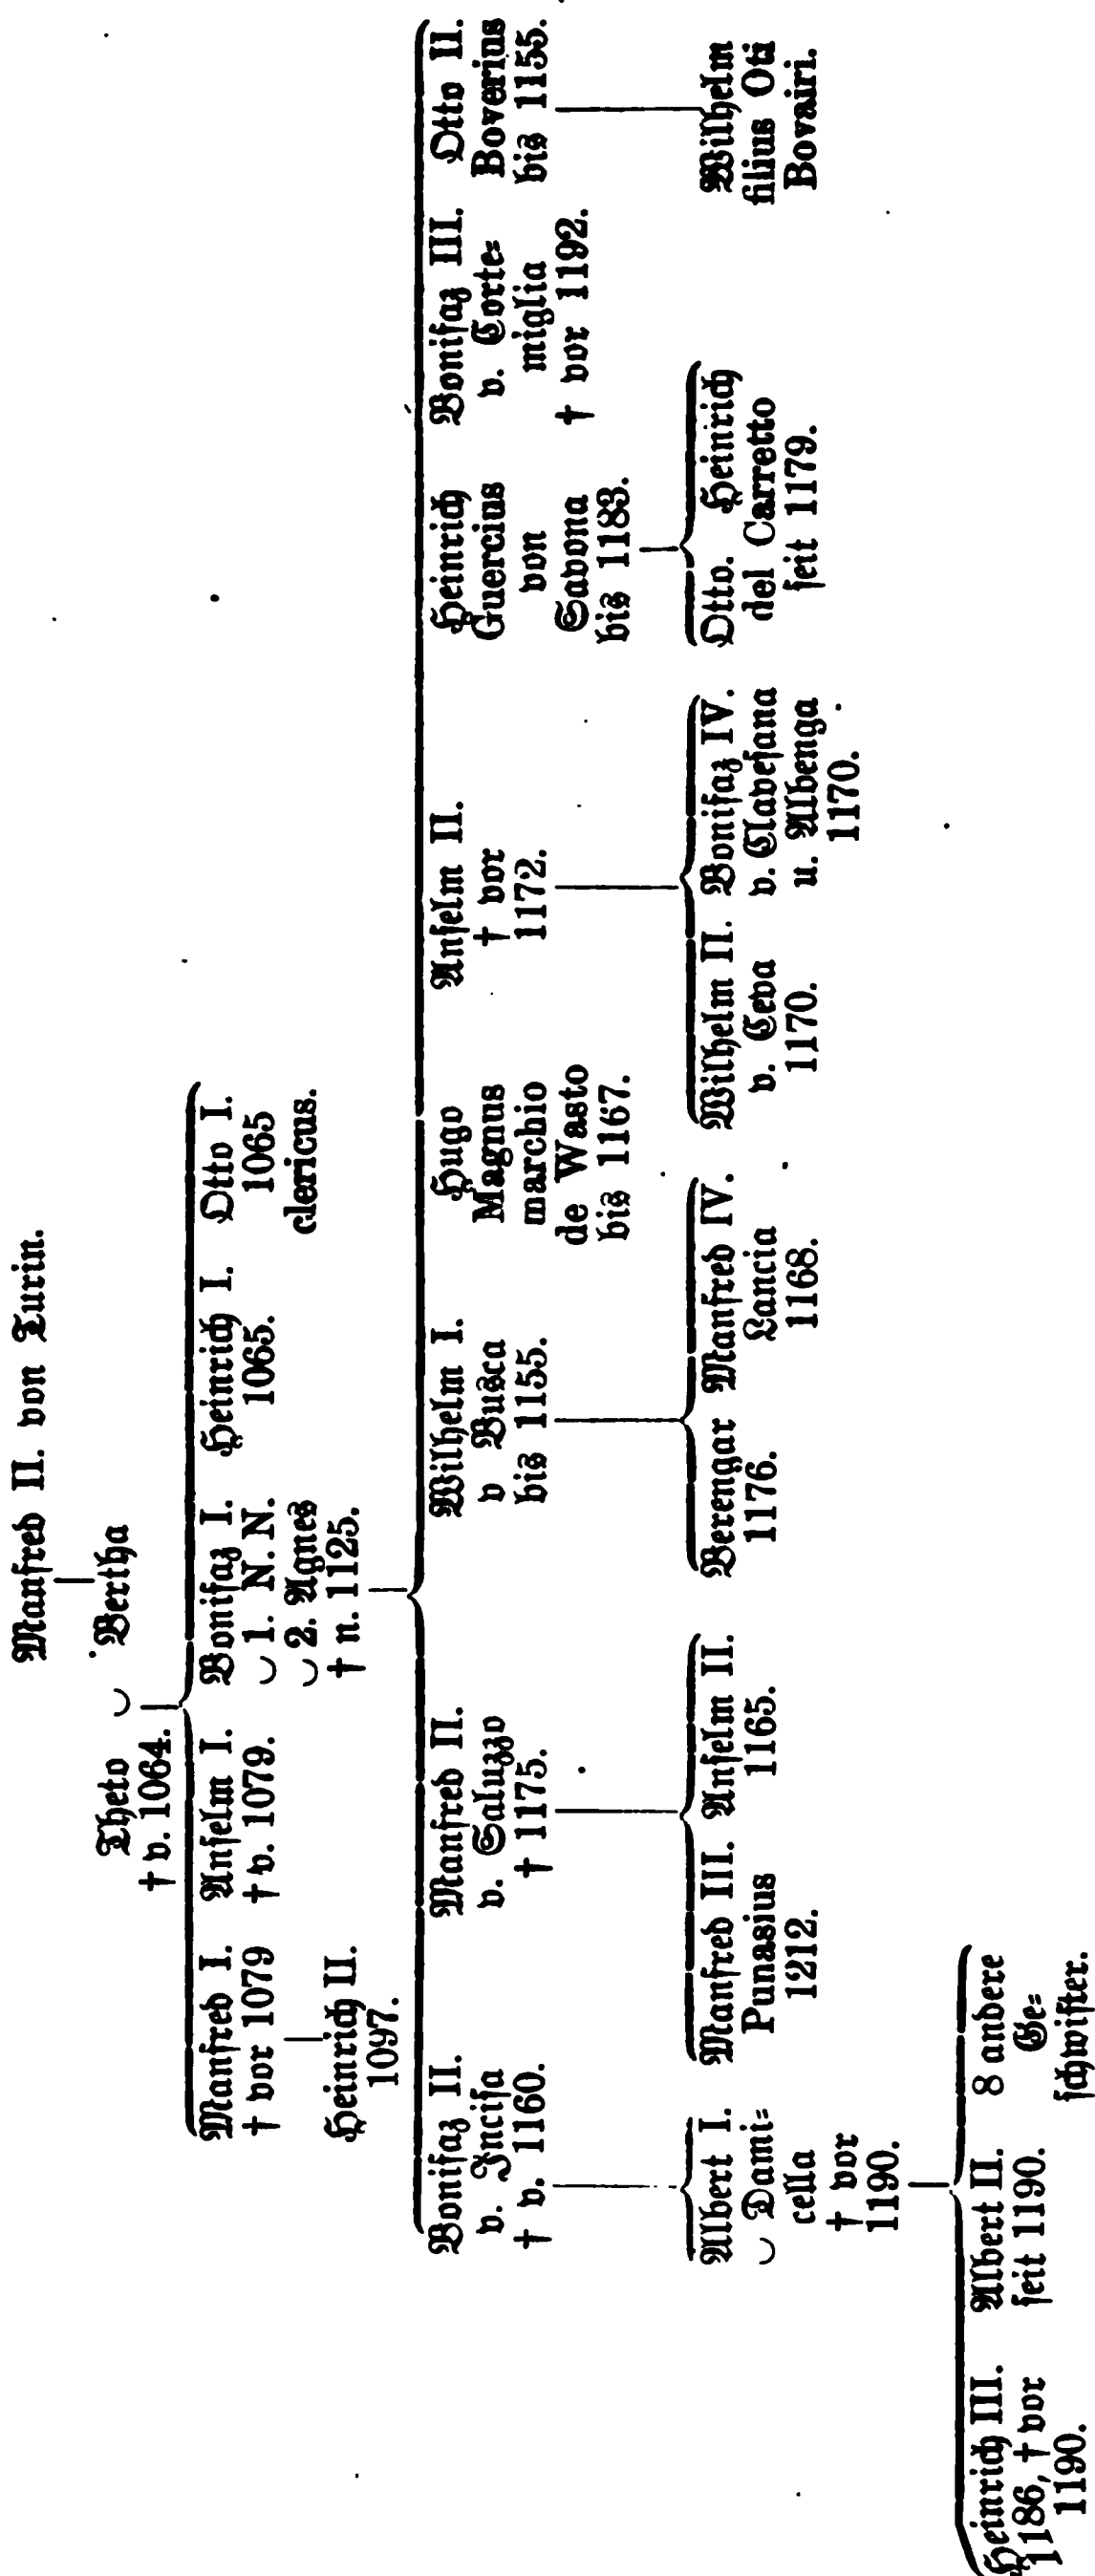 Manfred II. von Turin.
Theto ◡ Bertha
† v. 1064.
Manfred I.
† vor 1079
Heinrich II.
1097.
Anselm I.
† v. 1079.
Bonifaz I.
◡ 1. N. N.
◡ 2. Agnes
† n. 1125.
Heinrich I.
1065.
Otto I.
1065
clericus.
Bonifaz II.
v. Incisa
† v. 1160.
Manfred II.
v. Saluzzo
† 1175.
Wilhelm I.
v Busca
bis 1155.
Hugo
Magnus
marchio
de Wasto
bis 1167.
Anselm II.
† vor
1172.
Heinrich
Guercius
von
Savona
bis 1183.
Bonifaz III.
v. Corte=
miglia
† vor 1192.
Otto II.
Boverius
bis 1155.
Albert I.
◡ Dami=
cella
† vor
1190.
Manfred III.
Punasius
1212.
Anselm II.
1165.
Berengar
1176.
Manfred IV.
Lancia
1168.
Wilhelm II.
v. Ceva
1170.
Bonifaz IV.
v. Clavesana
u. Albenga
1170.
Otto. Heinrich
del Carretto
seit 1179.
Wilhelm
filius Oti
Bovairi.
Heinrich III.
1186, † vor
1190.
Albert II.
seit 1190.
8 andere
Ge=
schwister.